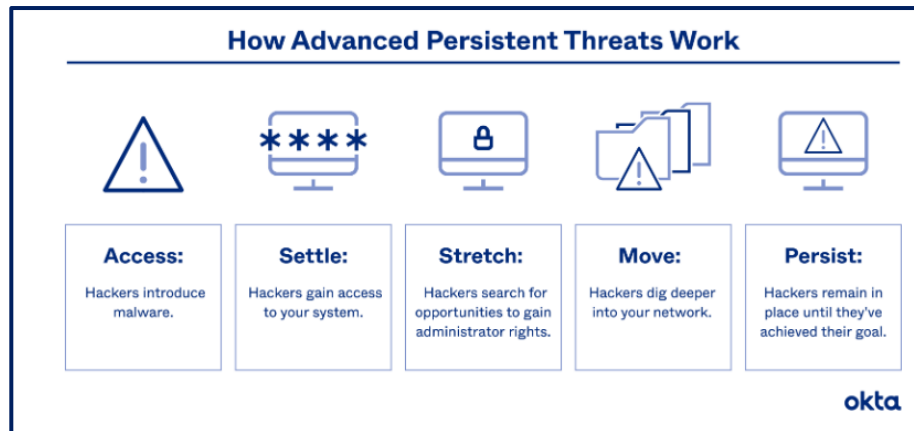 How Advanced Persistent Threats Work
****
Access:
Hackers introduce
malware.
Settle:
Hackers gain access
to your system.
Stretch:
Hackers search for
opportunities to gain
administrator rights.
Move:
Hackers dig deeper
into your network.
Persist:
Hackers remain in
place until they've
achieved their goal.
okta